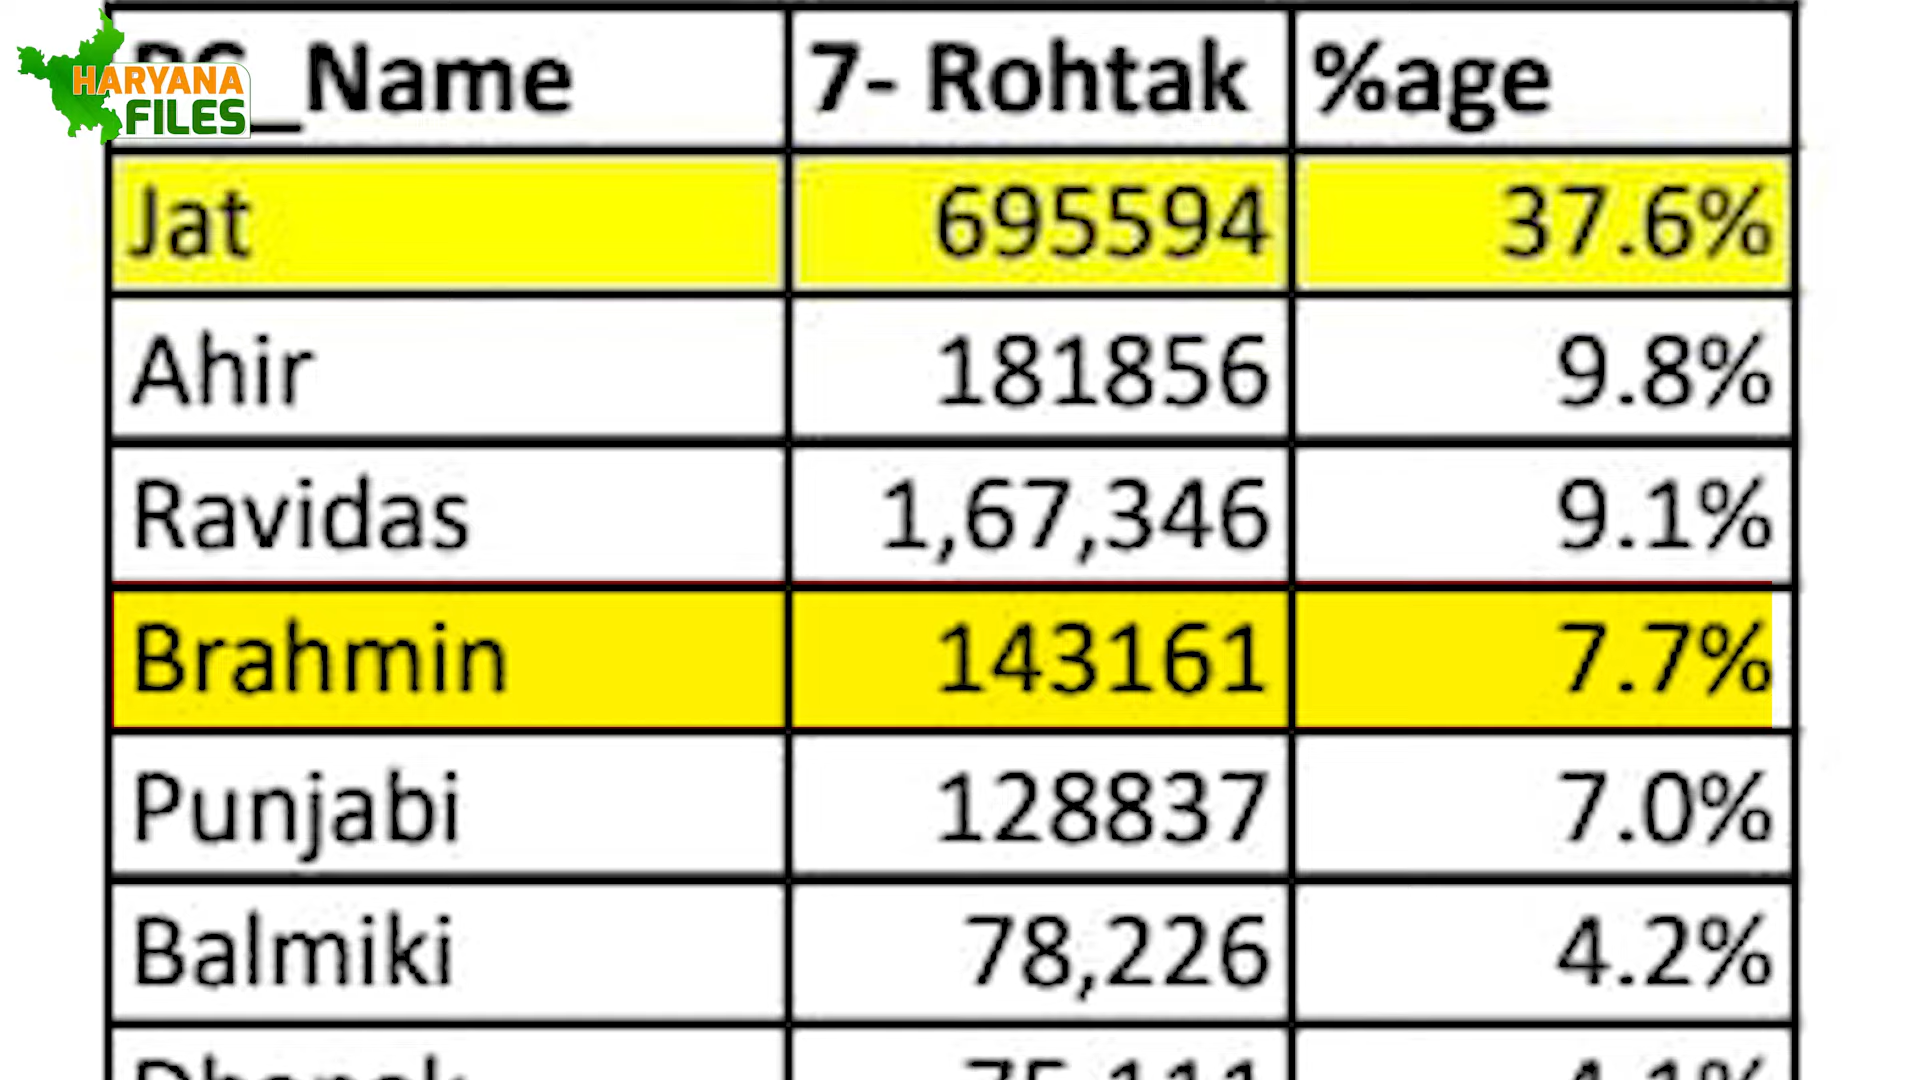 HARYANA
FILES
_Name 7- Rohtak %age
Jat 695594 37.6%
Ahir 181856 9.8%
Ravidas 1,67,346 9.1%
Brahmin 143161 7.7%
Punjabi 128837 7.0%
Balmiki 78,226 4.2%